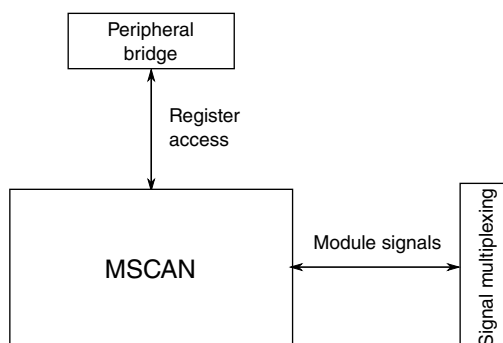 Peripheral
bridge
Register
access
MSCAN
Module signals
Signal multiplexing